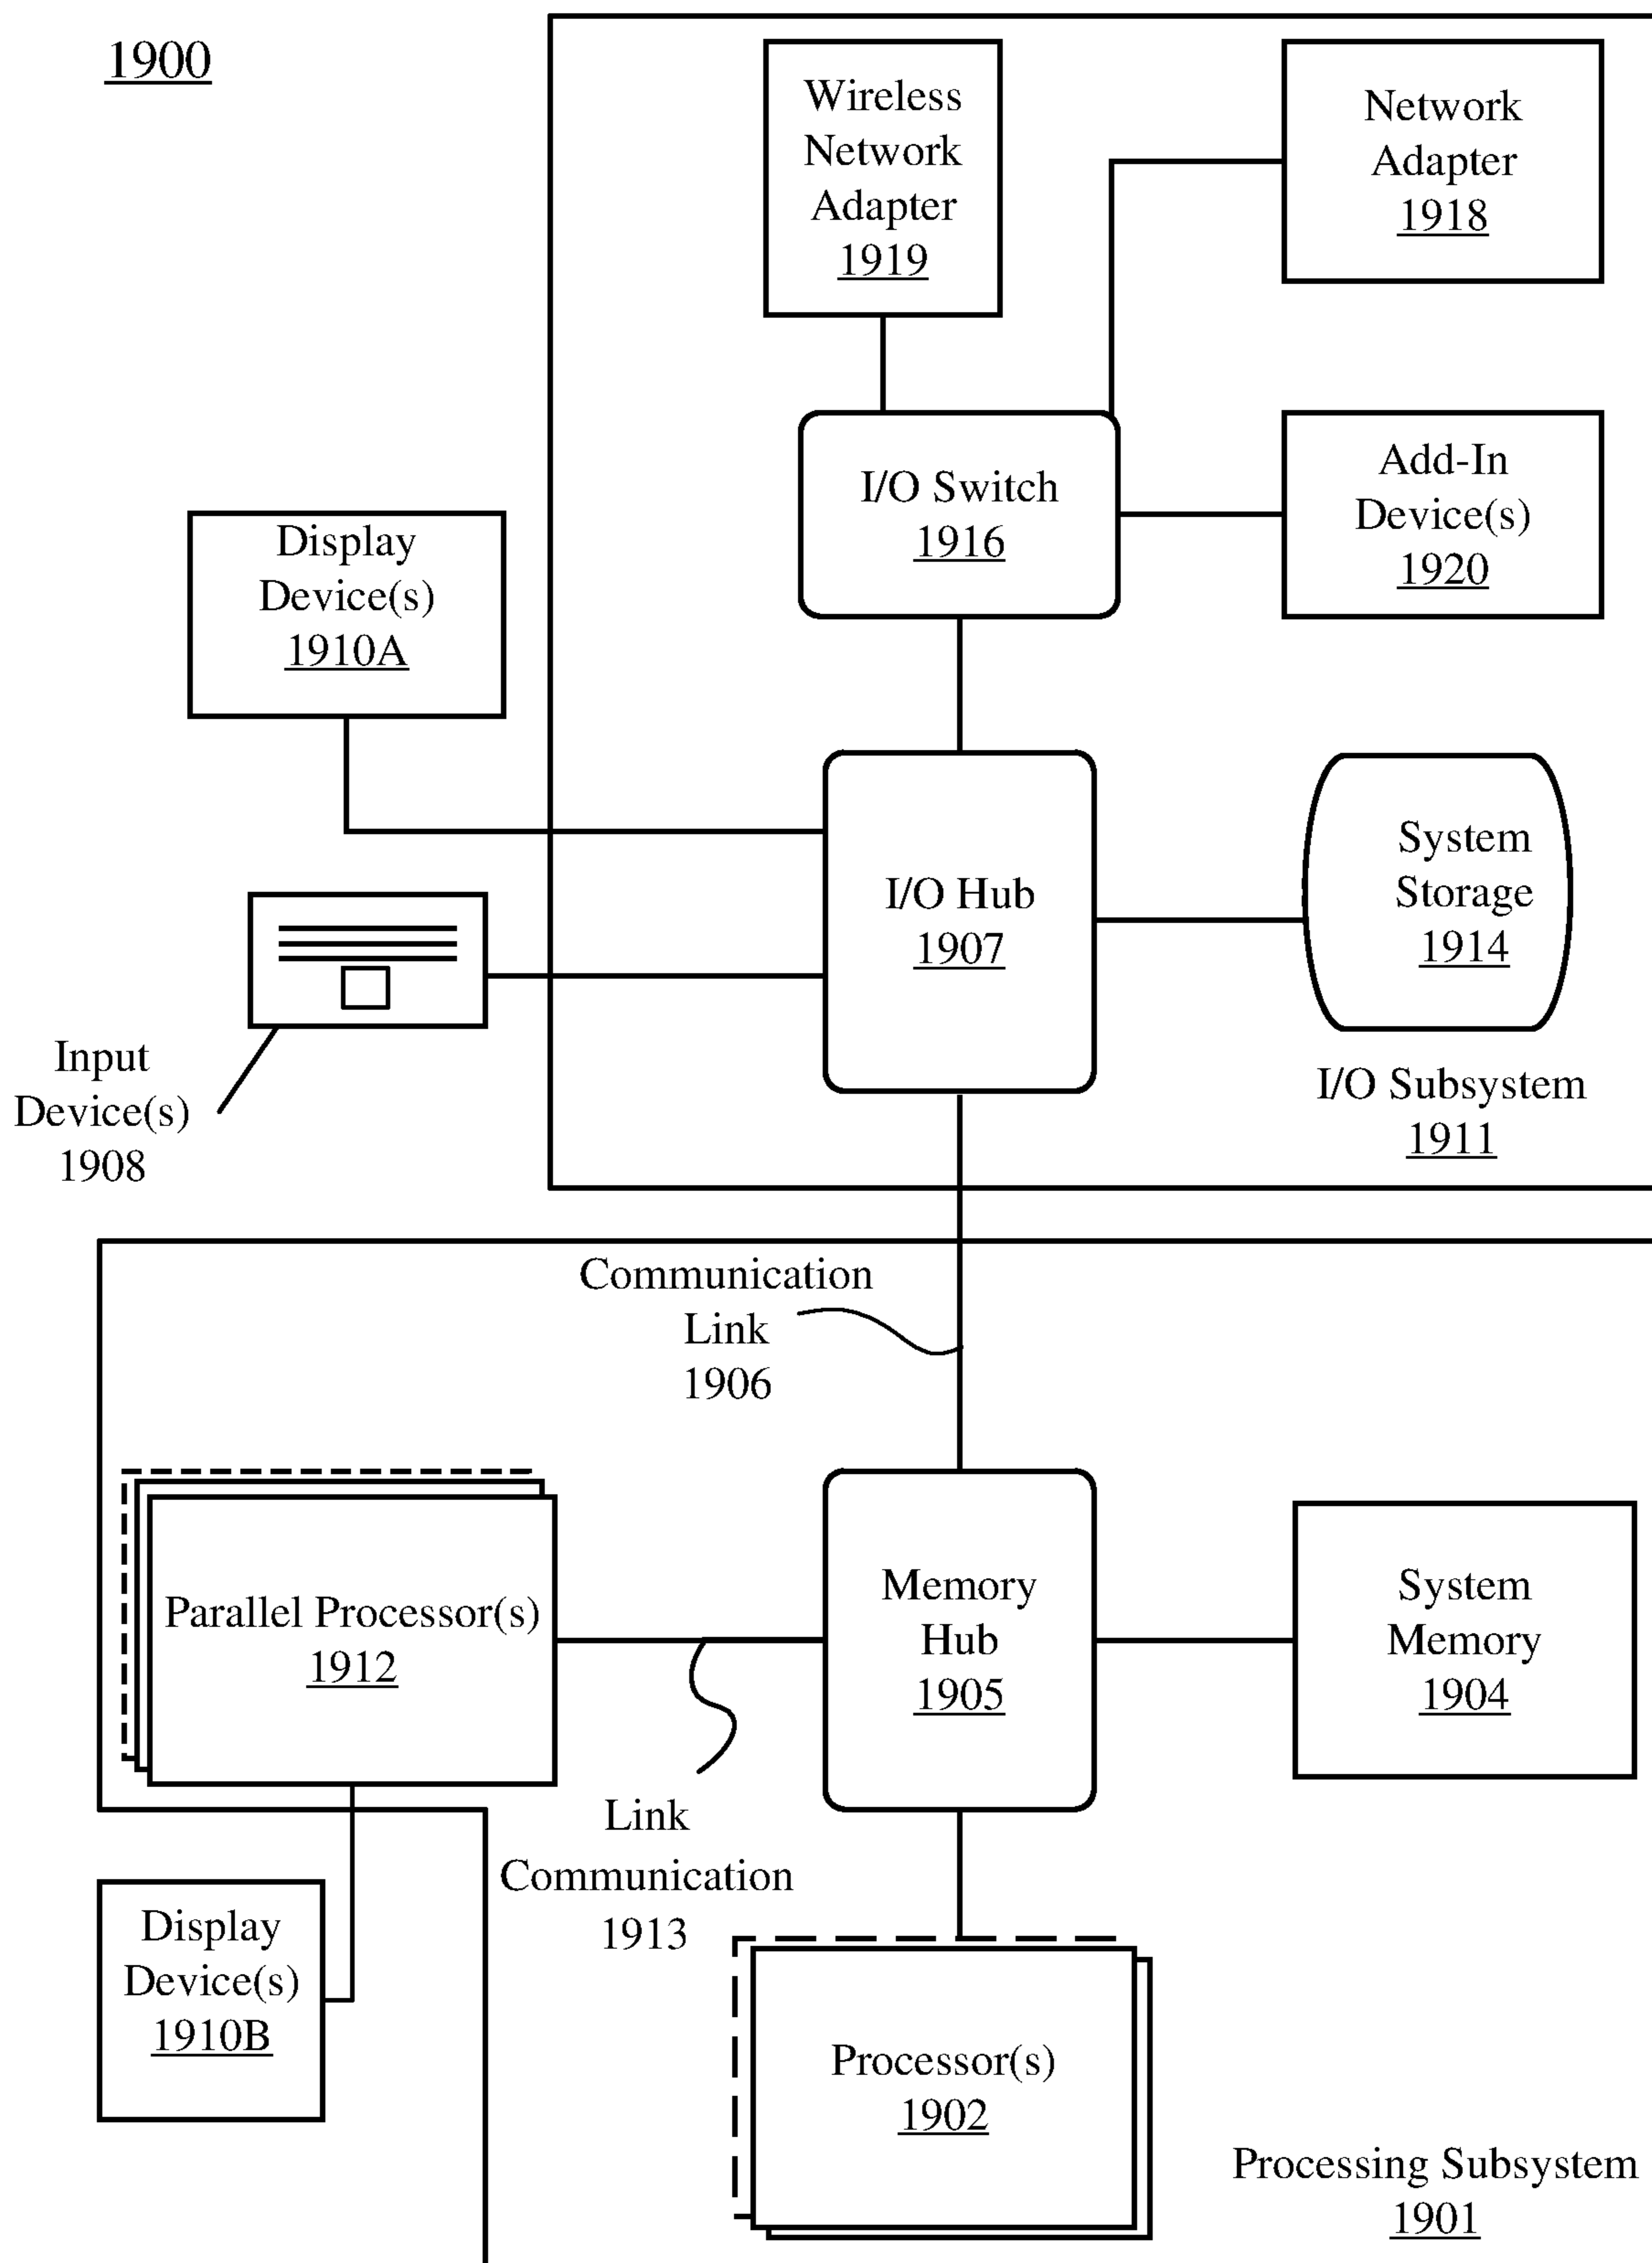 1900
Wireless
Network
Adapter
1919
Network
Adapter
1918
I/O Switch
1916
Add-In
Device(s)
1920
Display
Device(s)
1910A
I/O Hub
1907
System
Storage
1914
Input
Device(s)
1908
I/O Subsystem
1911
Communication
Link
1906
Parallel Processor(s)
1912
Memory
Hub
1905
System
Memory
1904
Link
Communication
1913
Display
Device(s)
1910B
Processor(s)
1902
Processing Subsystem
1901